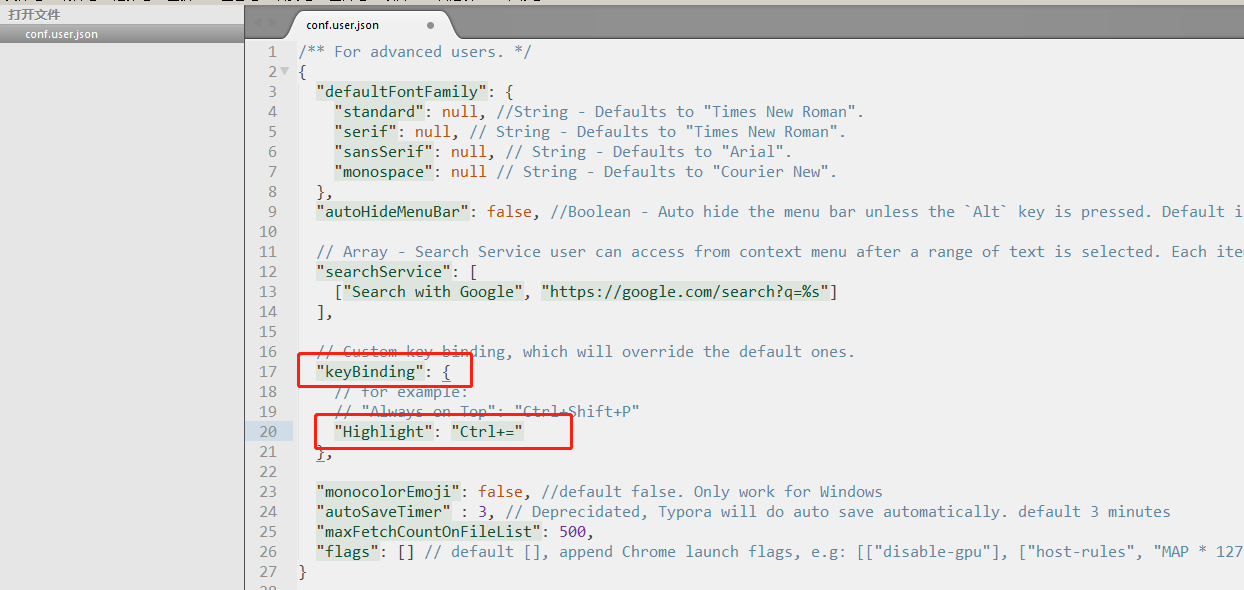 打开文件
conf.user.json
conf.user.json
1 /** For advanced users. */
2 {
3 "defaultFontFamily": {
4 "standard": null, //String - Defaults to "Times New Roman".
5 "serif": null, // String - Defaults to "Times New Roman".
6 "sansSerif": null, // String - Defaults to "Arial".
7 "monospace": null // String - Defaults to "Courier New".
8 },
9 "autoHideMenuBar": false, //Boolean - Auto hide the menu bar unless the `Alt` key is pressed. Default i
10
11 // Array - Search Service user can access from context menu after a range of text is selected. Each ite
12 "searchService": [
13 ["Search with Google", "https://google.com/search?q=%s"]
14 ],
15
16 // Custom key binding, which will override the default ones.
17 "keyBinding": {
18 // for example:
19 // "Always on Top": "Ctrl+Shift+P"
20 "Highlight": "Ctrl+="
21 },
22
23 "monocolorEmoji": false, //default false. Only work for Windows
24 "autoSaveTimer" : 3, // Deprecidated, Typora will do auto save automatically. default 3 minutes
25 "maxFetchCountOnFileList": 500,
26 "flags": [] // default [], append Chrome launch flags, e.g: [["disable-gpu"], ["host-rules", "MAP * 127
27 }